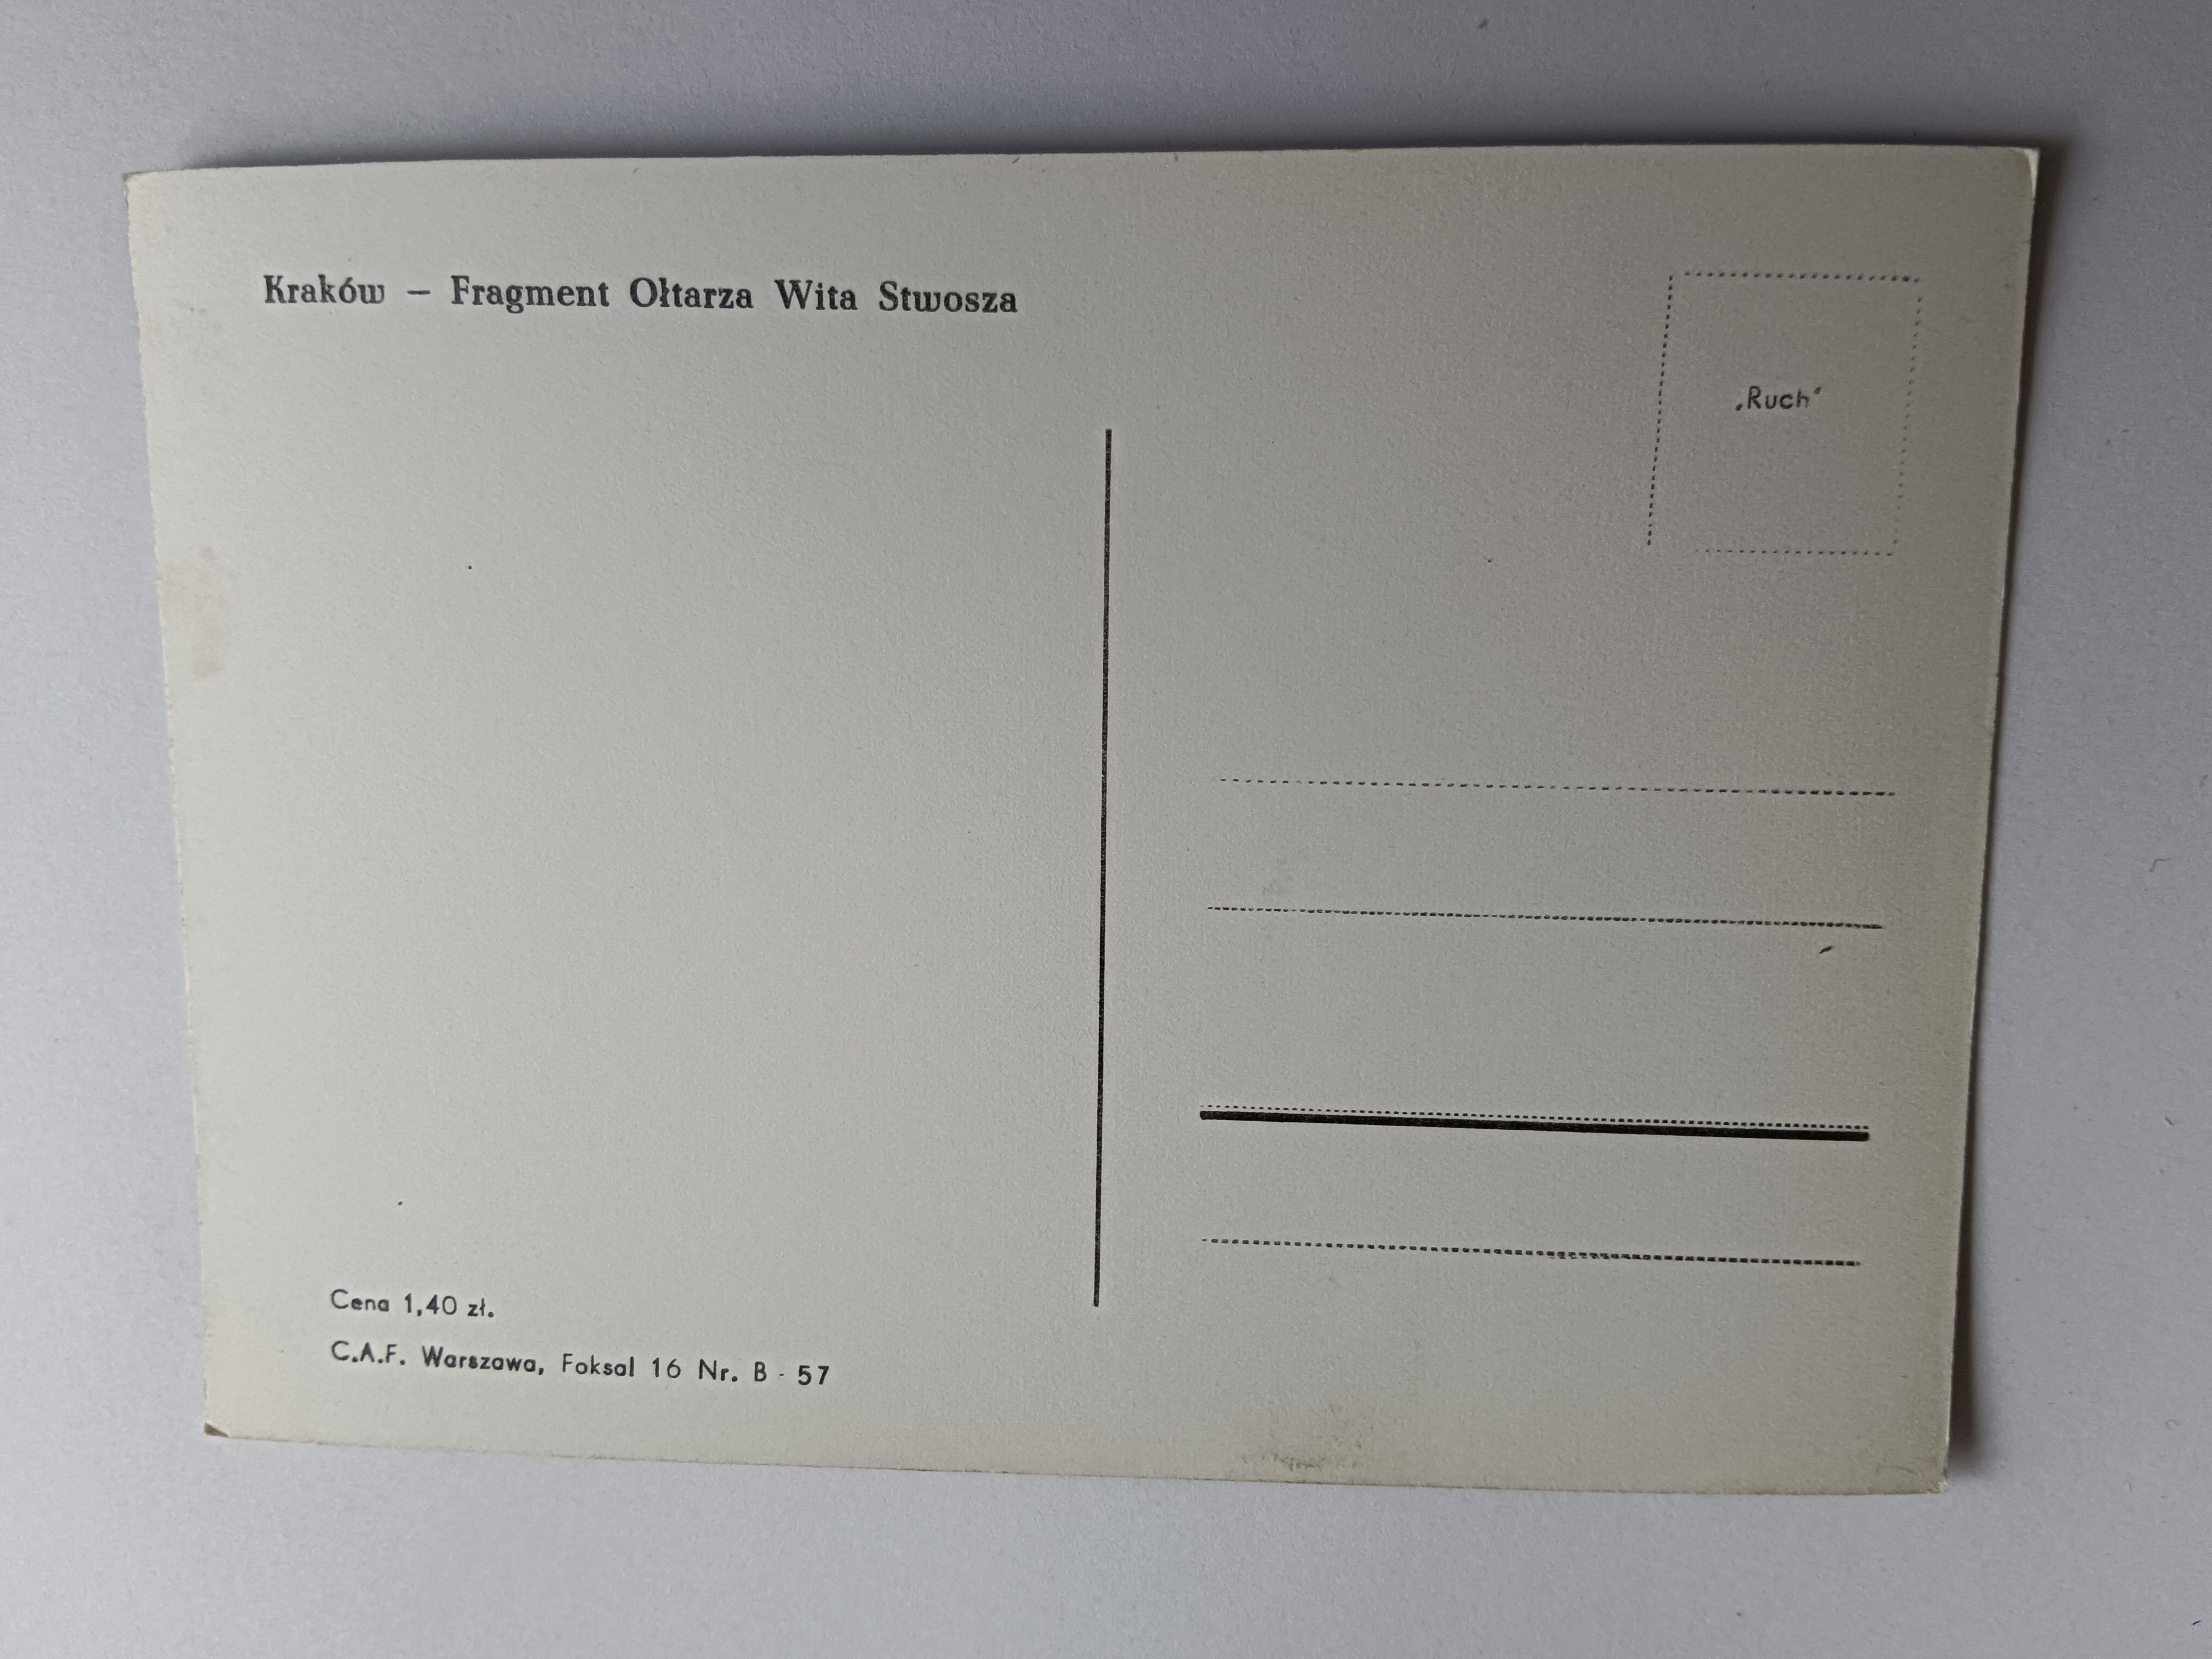 Kraków – Fragment Ołtarza Wita Stwosza
„Ruch"
Cena 1,40 zł.
C.A.F. Warszawa, Foksal 16 Nr. B - 57